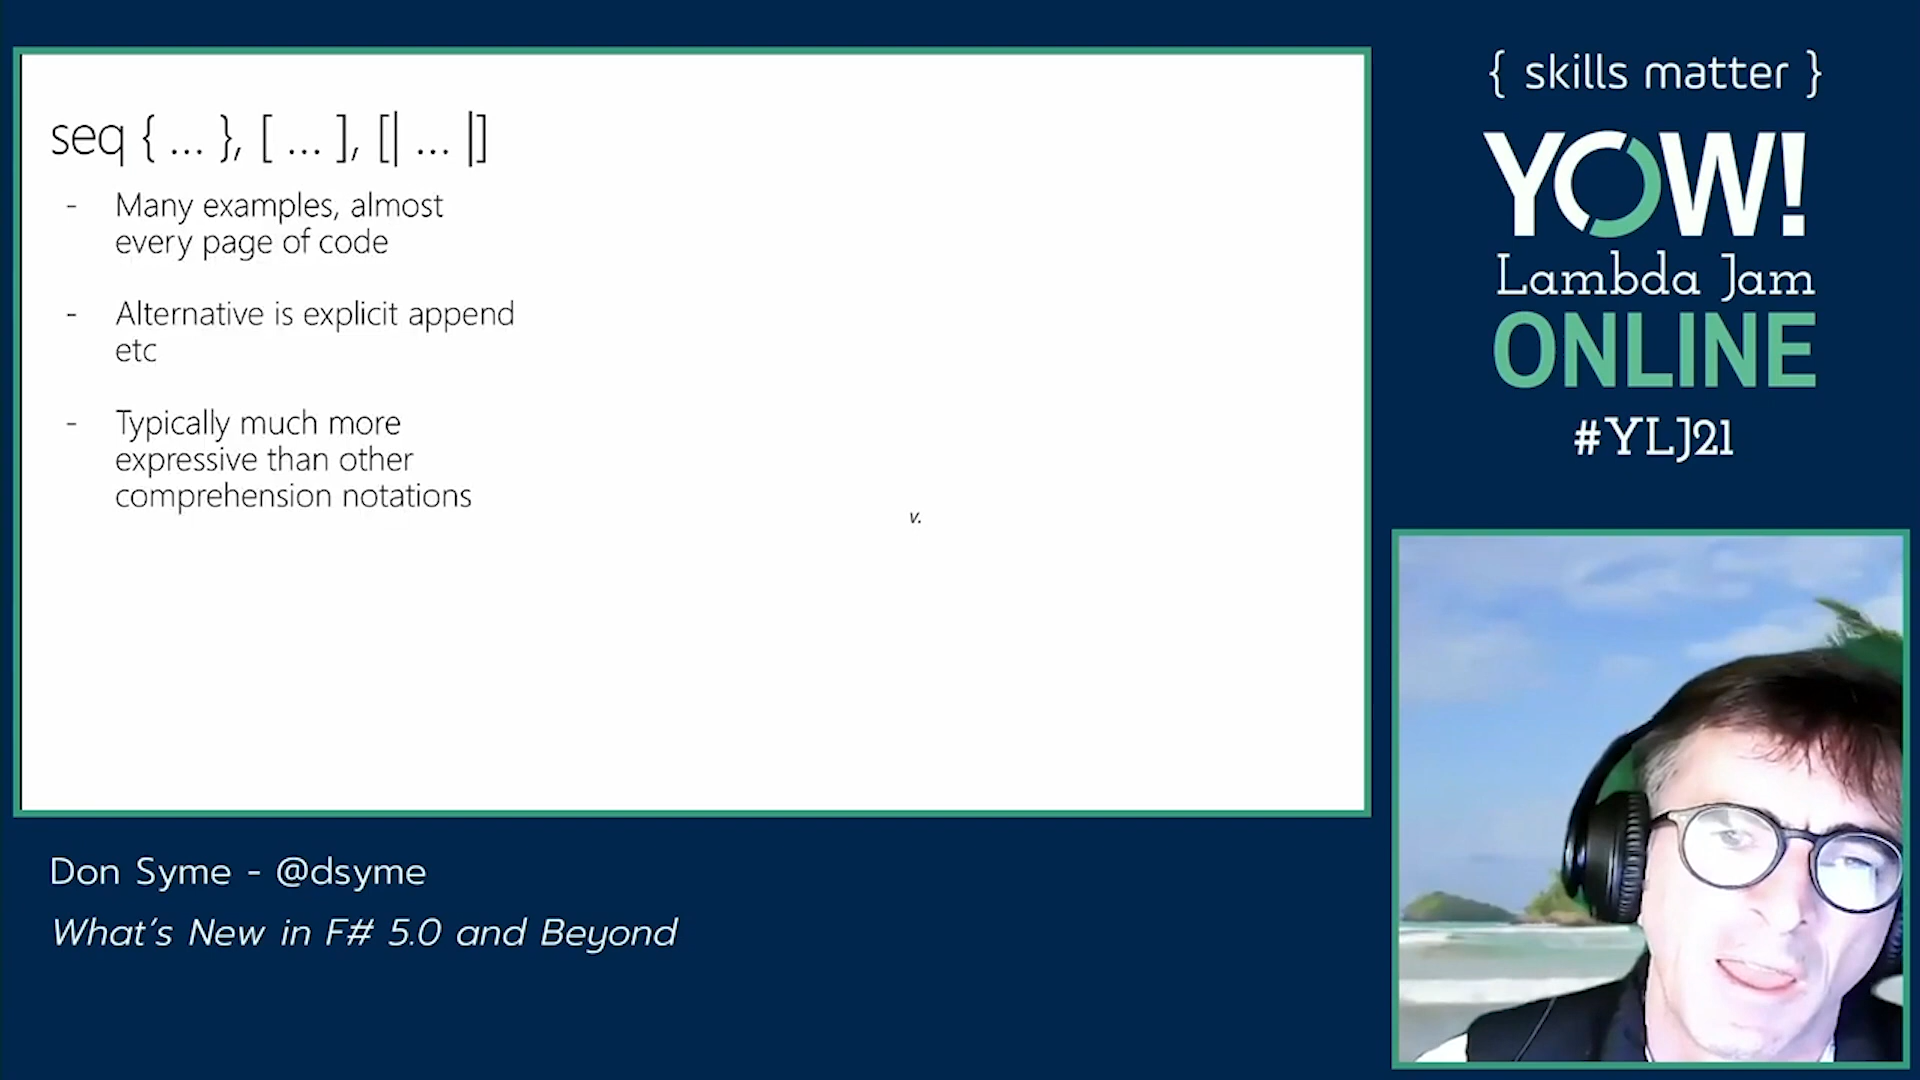 seq { ... }, [ ... ], [| ... |]
- Many examples, almost
every page of code
- Alternative is explicit append
etc
- Typically much more
expressive than other
comprehension notations
v.
{ skills matter }
YOW!
Lambda Jam
ONLINE
#YLJ21
Don Syme - @dsyme
What's New in F# 5.0 and Beyond